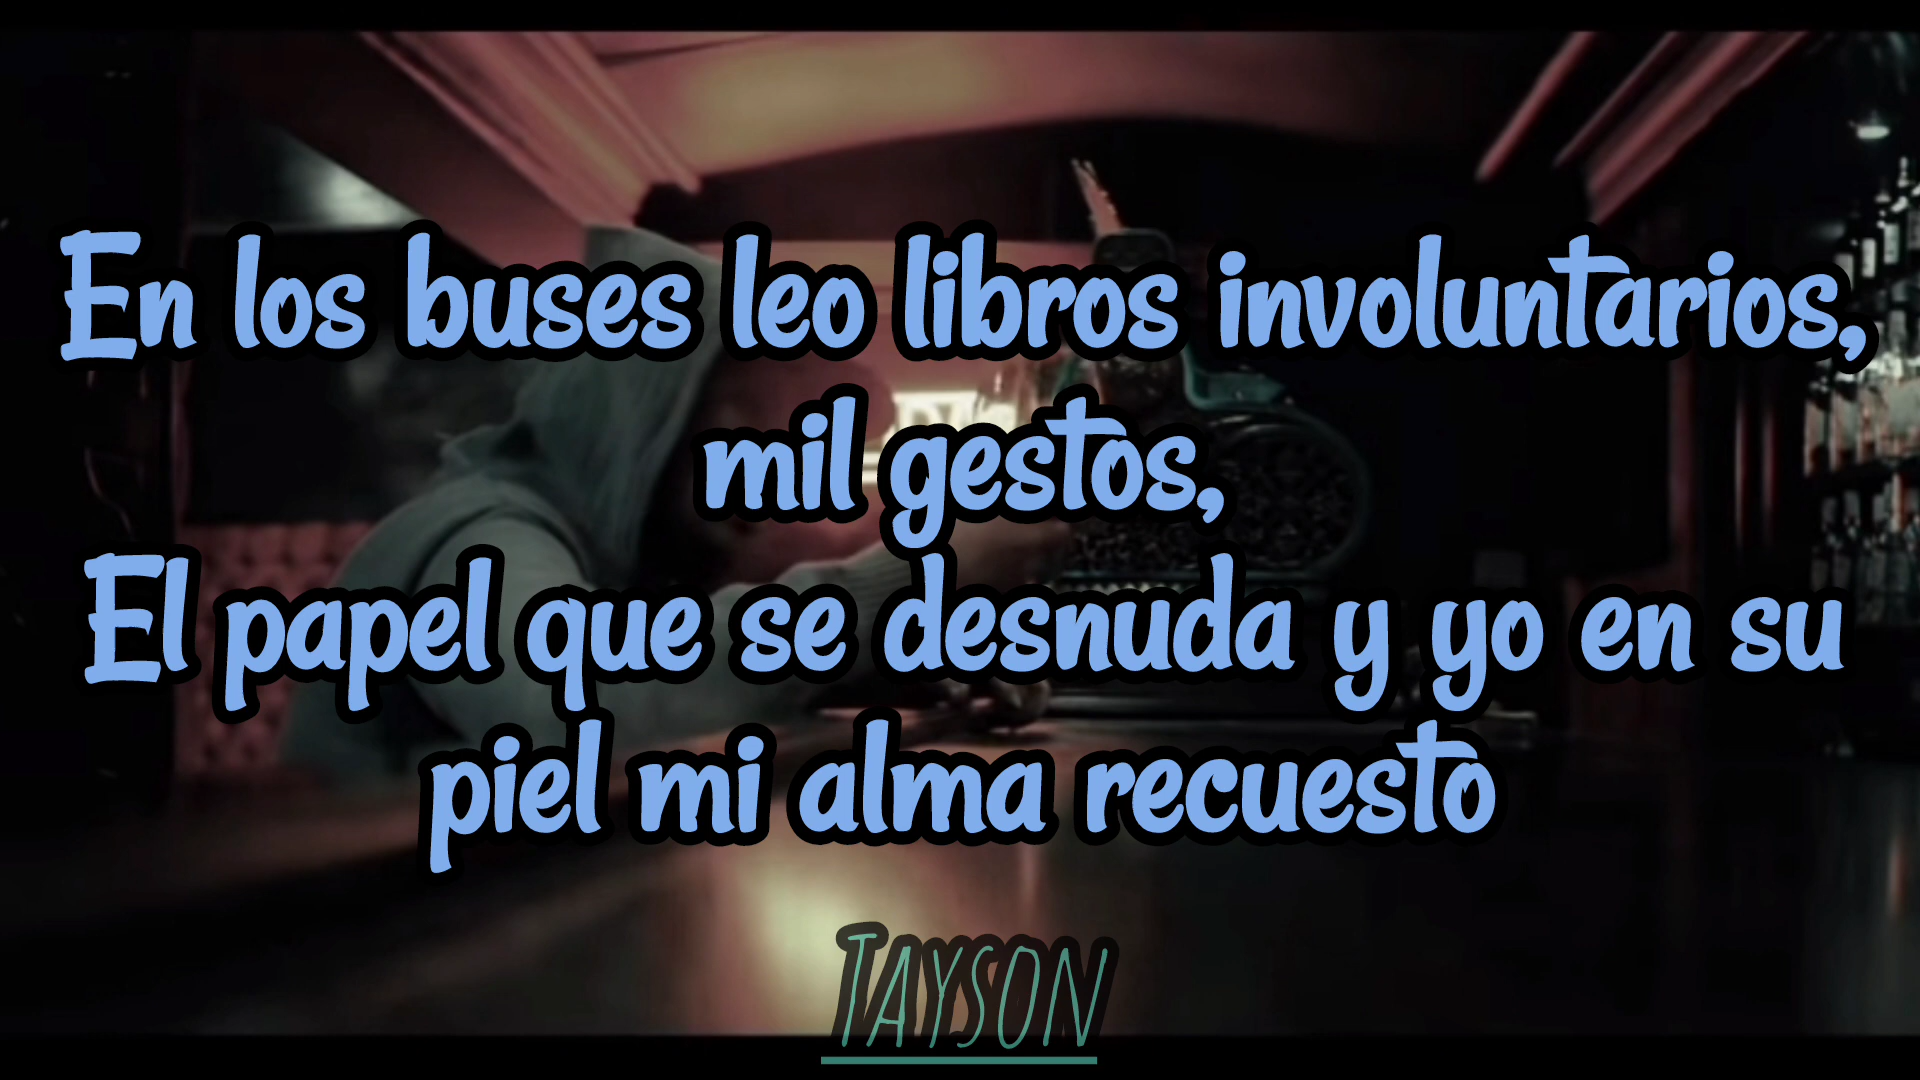 En los buses leo libros involuntarios,
mil gestos,
El papel que se desnuda y yo en su
piel mi alma recuesto
TAYSON